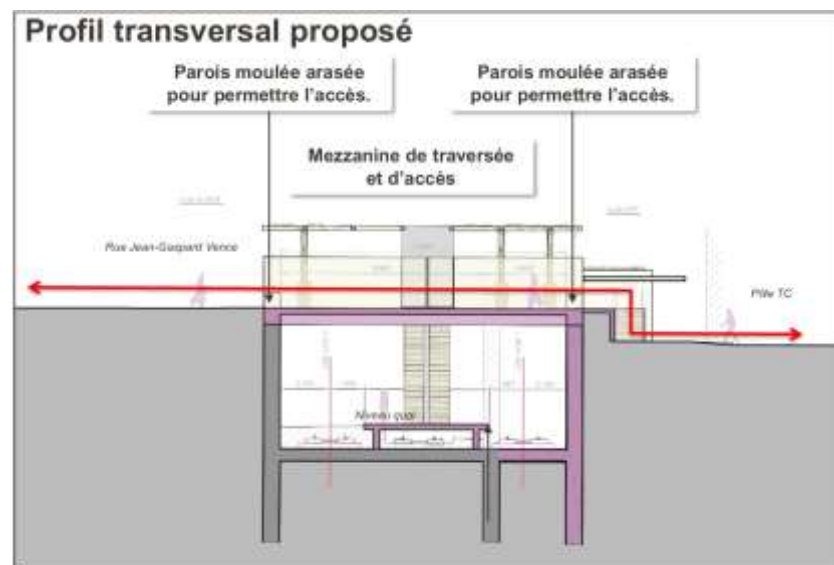 Profil transversal proposé
Parois moulée arasée
pour permettre l'accès.
Parois moulée arasée
pour permettre l'accès.
Mezzanine de traversée
et d'accès
Rue Jean-Gaspard Vence
Pôle TC
Niveau quai